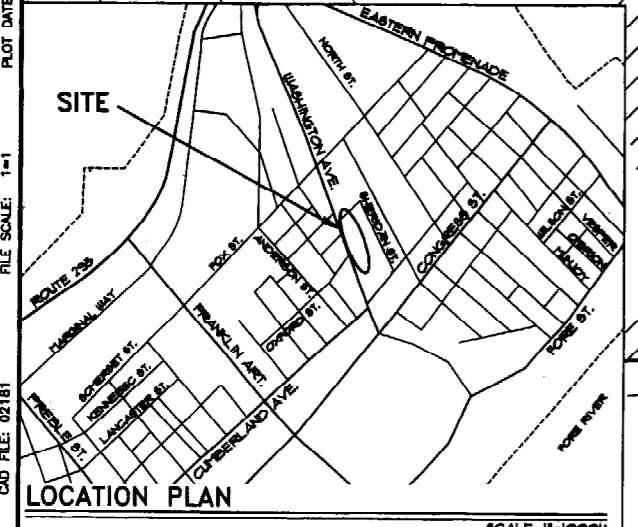 PLOT DATE
FILE SCALE: 1=1
CAD FILE: 02181
EASTERN PROMENADE
NORTH ST.
WASHINGTON AVE.
SITE
SHERIDAN ST.
CONGRESS ST.
WILSON ST.
VESPER
FOX ST.
ANDERSON ST.
ROUTE 295
MARGINAL WAY
FRANKLIN ART.
OXFORD ST.
FORE ST.
SOMERSET ST.
KENNEBEC ST.
LANCASTER ST.
PREBLE ST.
CUMBERLAND AVE.
FORE RIVER
LOCATION PLAN